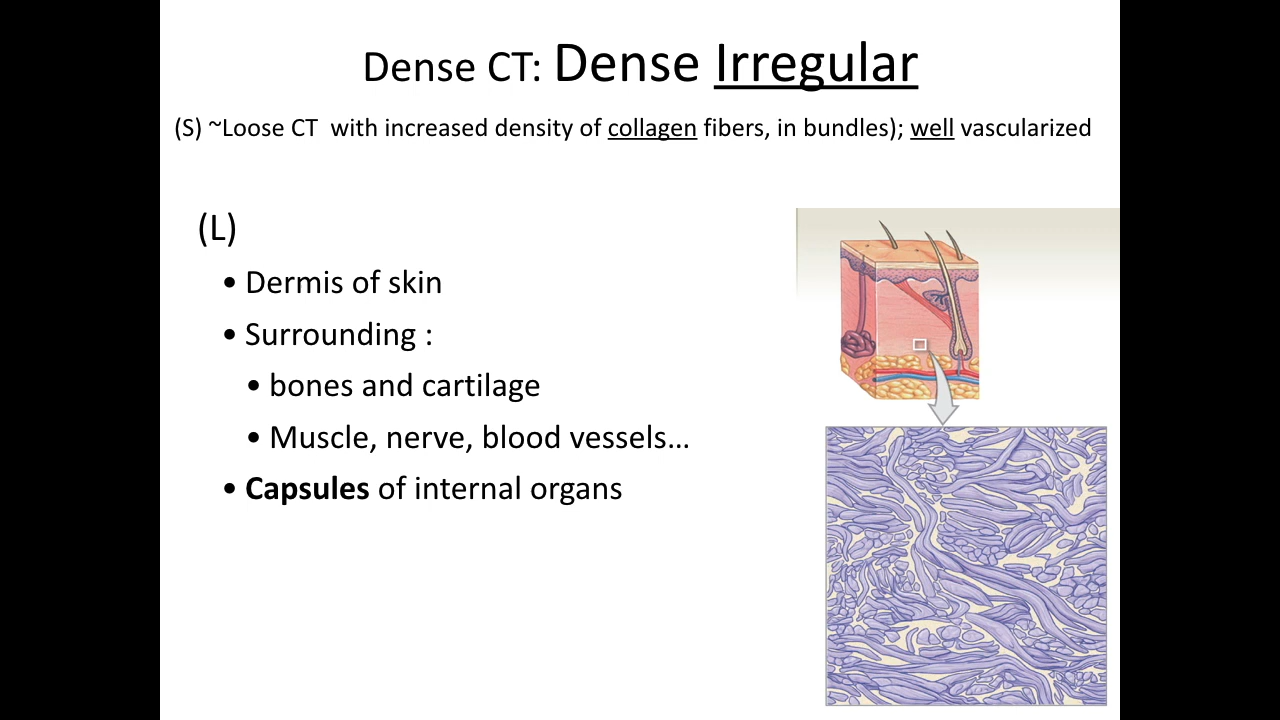 Dense CT: Dense Irregular
(S) ~Loose CT with increased density of collagen fibers, in bundles); well vascularized
(L)
• Dermis of skin
• Surrounding :
• bones and cartilage
• Muscle, nerve, blood vessels...
• Capsules of internal organs